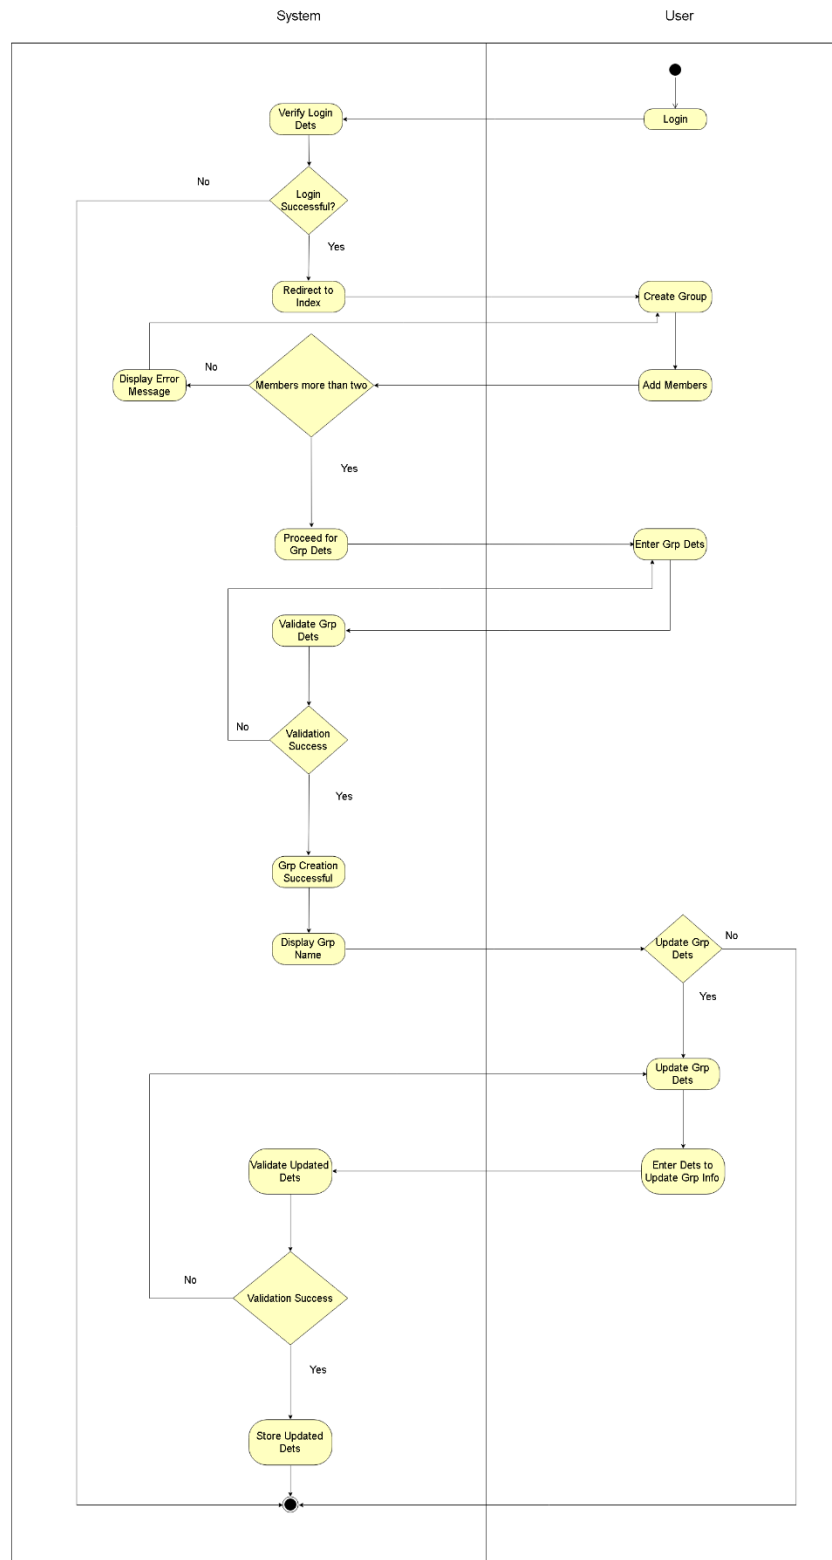 System
User
Verify Login
Dets
Login
No
Login
Successful?
Yes
Redirect to
Index
Create Group
Display Error
Message
No
Members more than two
Add Members
Yes
Proceed for
Grp Dets
Enter Grp Dets
Validate Grp
Dets
No
Validation
Success
Yes
Grp Creation
Successful
Display Grp
Name
Update Grp
Dets
No
Yes
Update Grp
Dets
Validate Updated
Dets
Enter Dets to
Update Grp Info
No
Validation Success
Yes
Store Updated
Dets